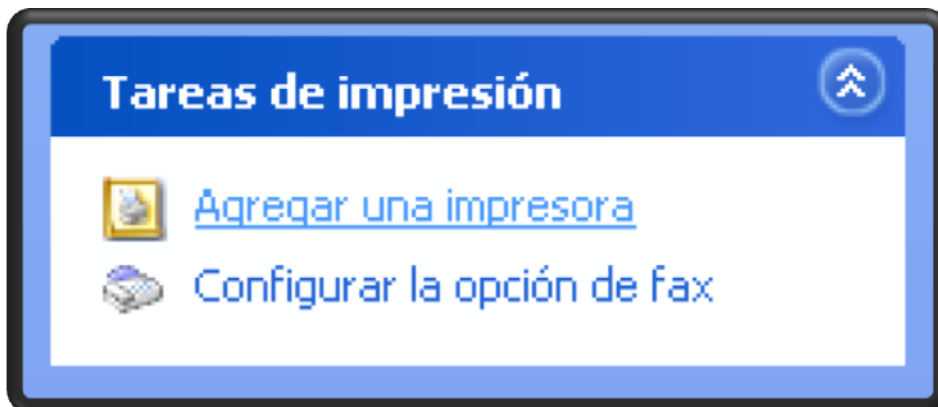 Tareas de impresión
Agregar una impresora
Configurar la opción de fax